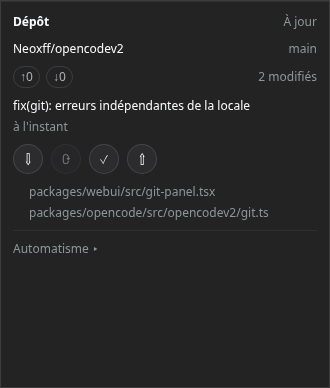 Dépôt À jour
Neoxff/opencodev2 main
↑0 ↓0 2 modifiés
fix(git): erreurs indépendantes de la locale
à l'instant
packages/webui/src/git-panel.tsx
packages/opencode/src/opencodev2/git.ts
Automatisme ▸